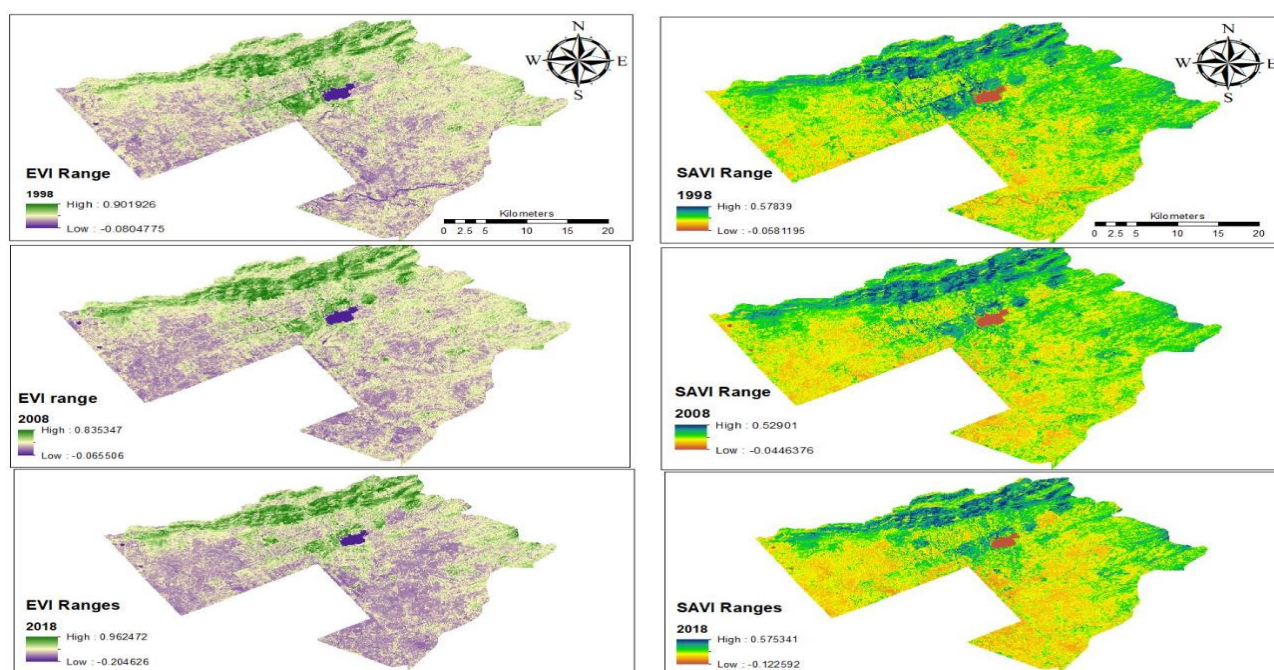 N
W E
S
EVI Range
1998
High : 0.901926
Low : -0.0804775
Kilometers
0 2.5 5 10 15 20
N
W E
S
SAVI Range
1998
High : 0.57839
Low : -0.0581195
Kilometers
0 2.5 5 10 15 20
EVI range
2008
High : 0.835347
Low : -0.065506
SAVI Range
2008
High : 0.52901
Low : -0.0446376
EVI Ranges
2018
High : 0.962472
Low : -0.204626
SAVI Ranges
2018
High : 0.575341
Low : -0.122592